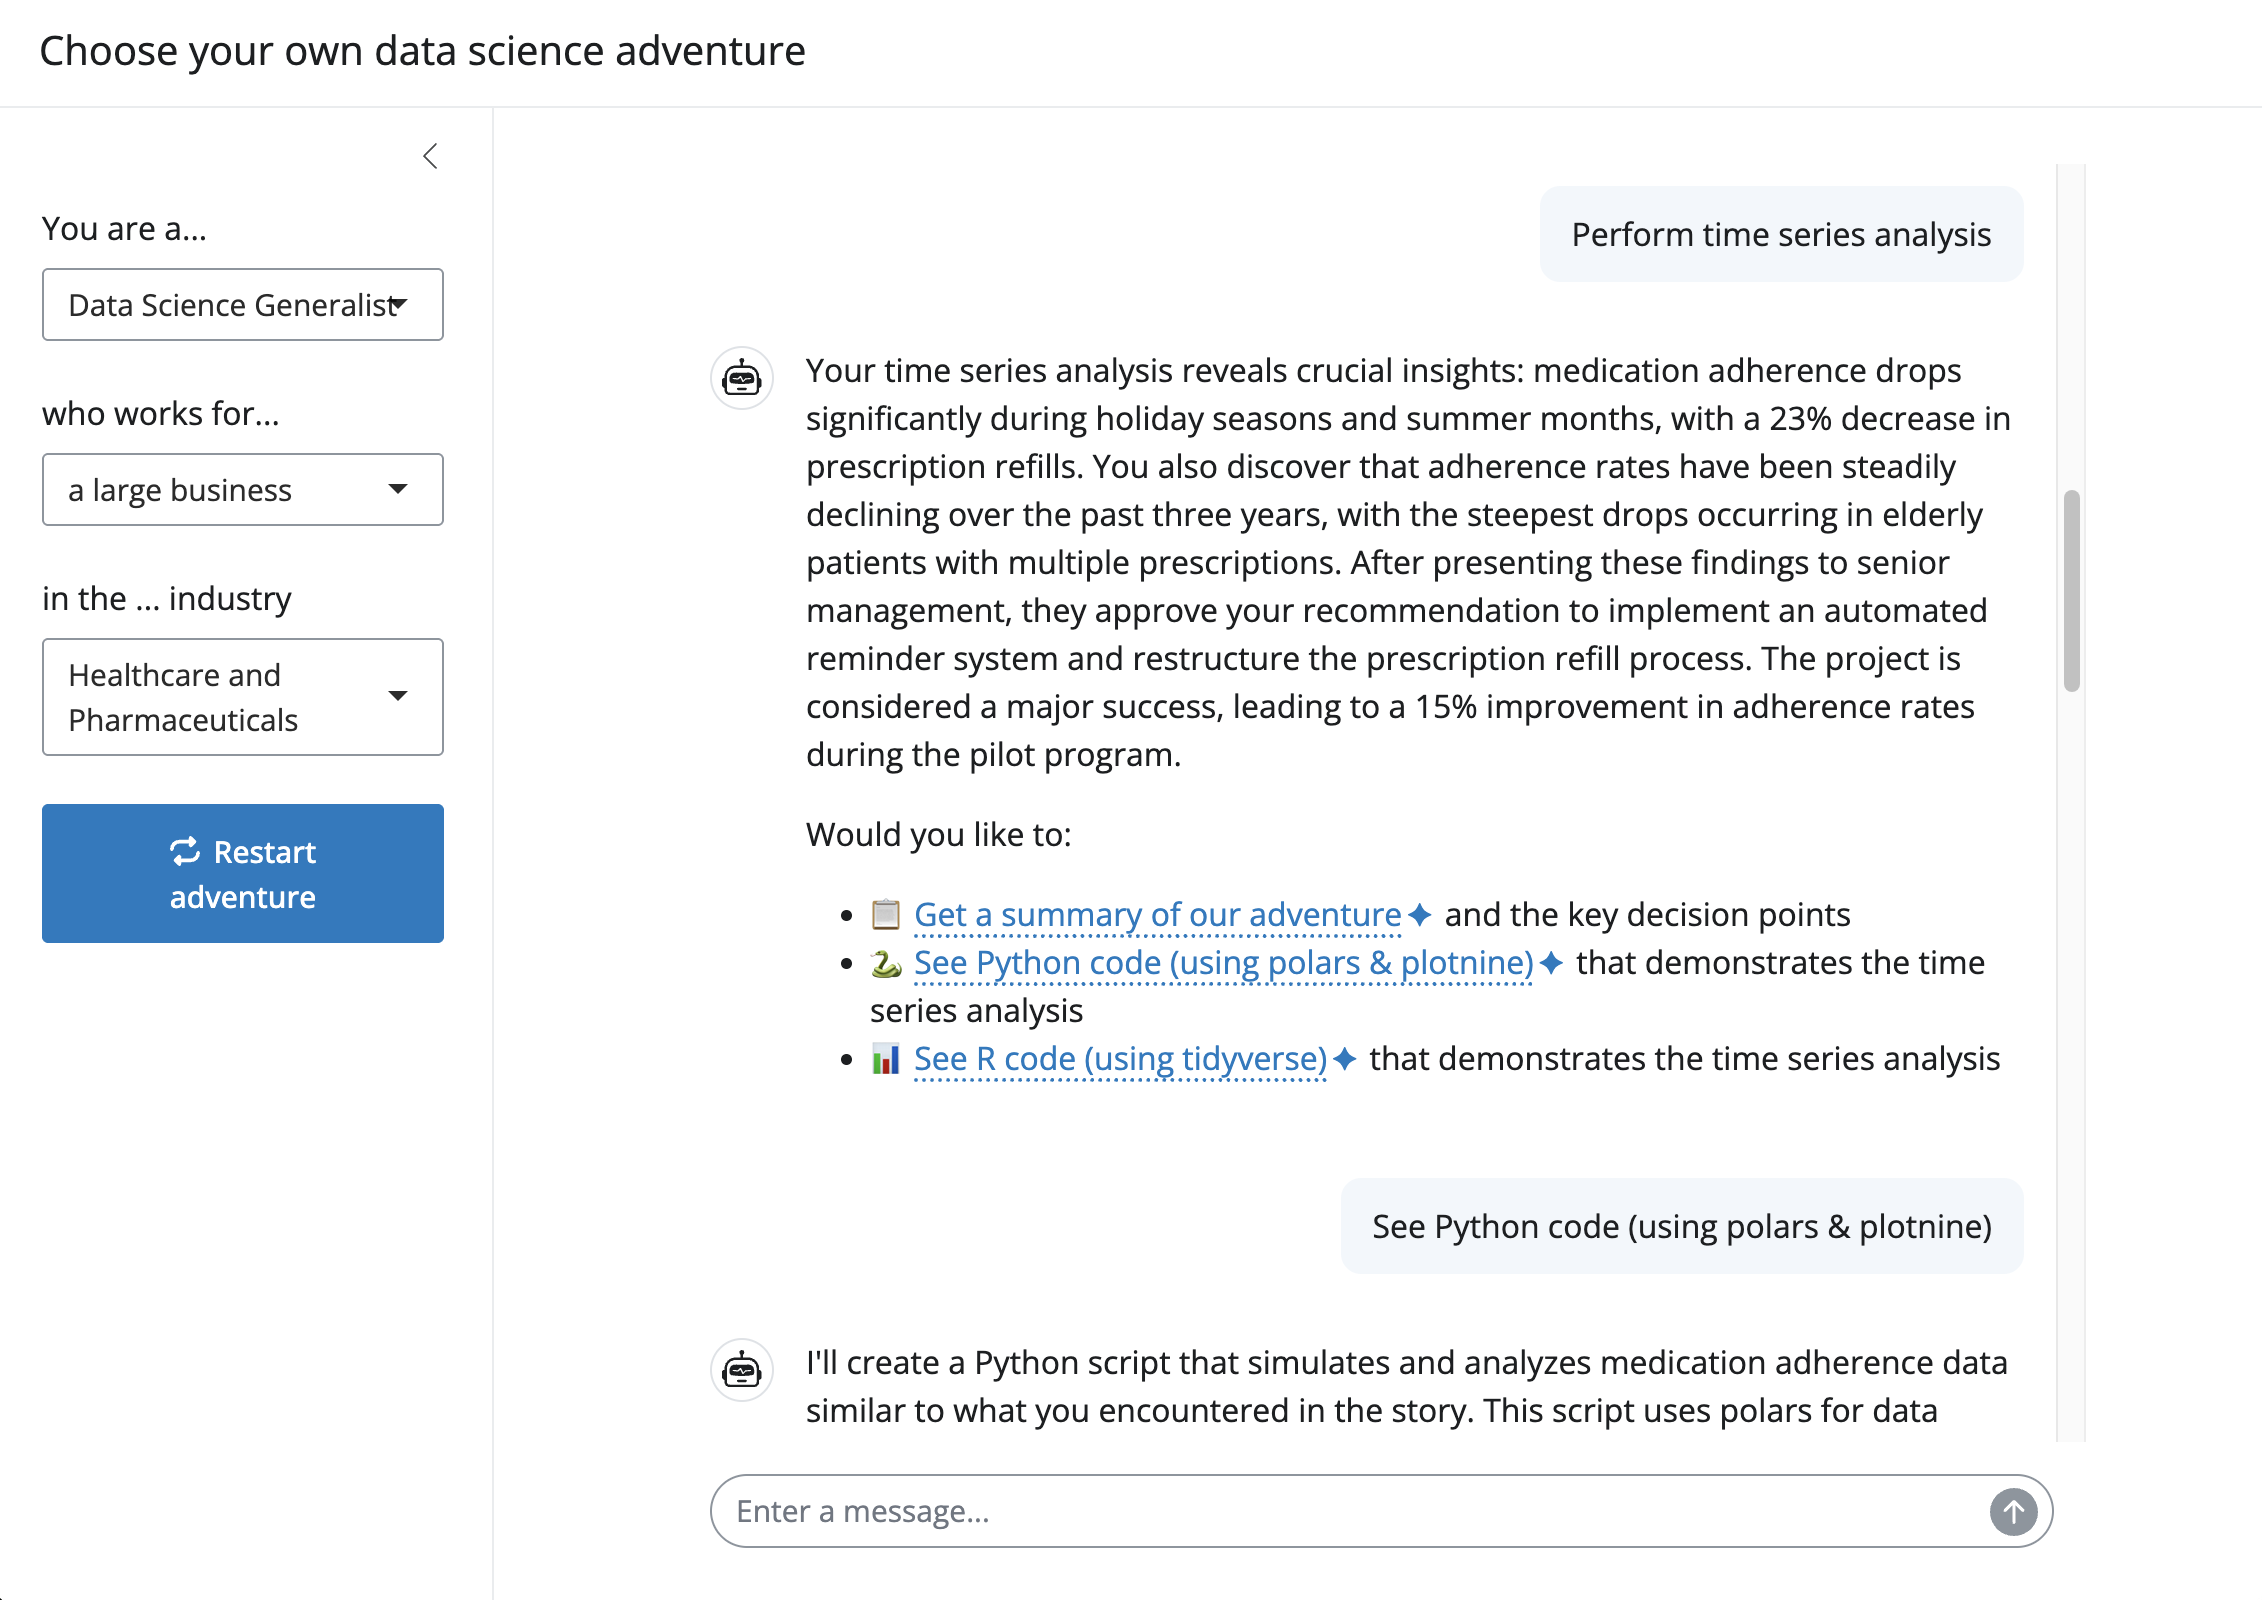 Choose your own data science adventure
You are a...
Data Science Generalist
who works for...
a large business
in the ... industry
Healthcare and
Pharmaceuticals
Restart
adventure
Perform time series analysis
Your time series analysis reveals crucial insights: medication adherence drops
significantly during holiday seasons and summer months, with a 23% decrease in
prescription refills. You also discover that adherence rates have been steadily
declining over the past three years, with the steepest drops occurring in elderly
patients with multiple prescriptions. After presenting these findings to senior
management, they approve your recommendation to implement an automated
reminder system and restructure the prescription refill process. The project is
considered a major success, leading to a 15% improvement in adherence rates
during the pilot program.
Would you like to:
• 📋 Get a summary of our adventure✦ and the key decision points
• 🐍 See Python code (using polars & plotnine)✦ that demonstrates the time
series analysis
• 📊 See R code (using tidyverse)✦ that demonstrates the time series analysis
See Python code (using polars & plotnine)
I'll create a Python script that simulates and analyzes medication adherence data
similar to what you encountered in the story. This script uses polars for data
Enter a message...